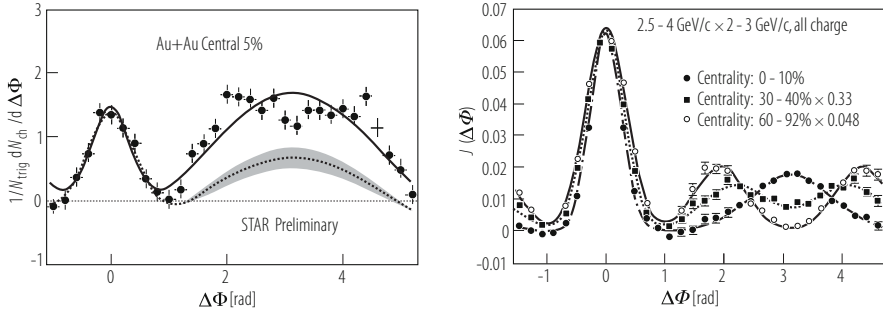 3
2
1
0
-1
1/N_trig dN_ch /d ΔΦ
Au+Au Central 5%
STAR Preliminary
0
2
4
ΔΦ [rad]
0.07
0.06
0.05
0.04
0.03
0.02
0.01
0
-0.01
J (ΔΦ)
2.5 - 4 GeV/c × 2 - 3 GeV/c, all charge
Centrality: 0 - 10%
Centrality: 30 - 40% × 0.33
Centrality: 60 - 92% × 0.048
-1
0
1
2
3
4
ΔΦ [rad]